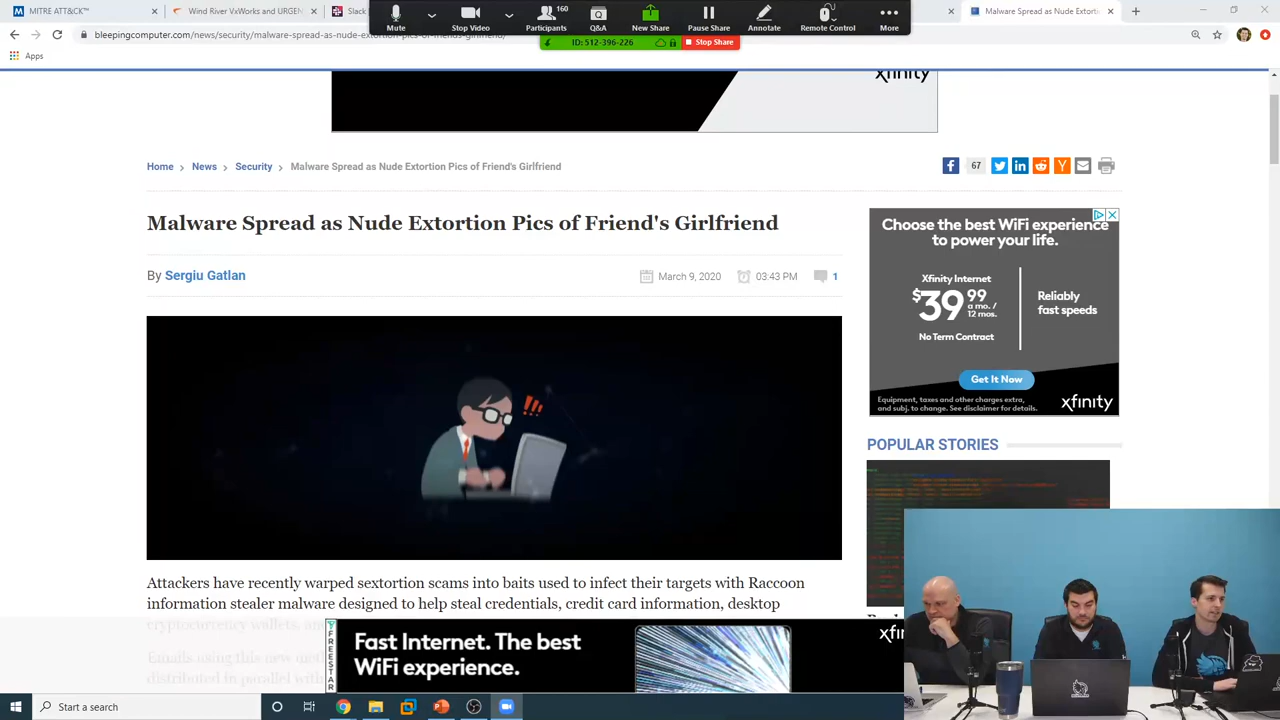 MITRE ATT&CK™
Wind River VxWorks and URGEN
Slack
Malware Spread as Nude Extortio
Mute
Stop Video
160
Participants
Q&A
New Share
Pause Share
Annotate
Remote Control
More
ID: 512-396-226
Stop Share
bleepingcomputer.com/news/security/malware-spread-as-nude-extortion-pics-of-friends-girlfriend/
Apps
xfinity
Home > News > Security > Malware Spread as Nude Extortion Pics of Friend's Girlfriend
67
Malware Spread as Nude Extortion Pics of Friend's Girlfriend
By Sergiu Gatlan
March 9, 2020
03:43 PM
1
Choose the best WiFi experience
to power your life.
Xfinity Internet
$39.99
a mo. /
12 mos.
No Term Contract
Reliably
fast speeds
Get It Now
Equipment, taxes and other charges extra,
and subj. to change. See disclaimer for details.
xfinity
POPULAR STORIES
!!!
Attackers have recently warped sextortion scams into baits used to infect their targets with Raccoon
information stealer malware designed to help steal credentials, credit card information, desktop
cryptocurrency wallets,
Emails using this new
distributed in parallel
FREESTAR
Fast Internet. The best
WiFi experience.
xfi
Start a search